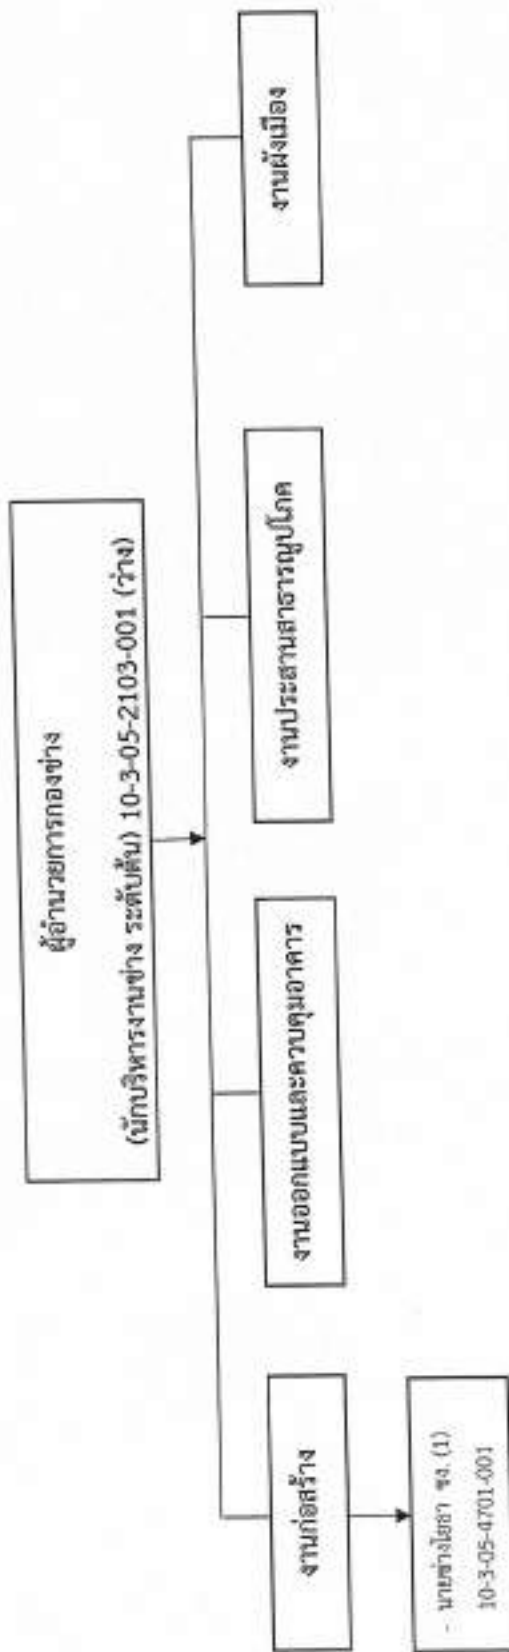 ผู้อำนวยการกองช่าง
(นักบริหารงานช่าง ระดับต้น) 10-3-05-2103-001 (ว่าง)
งานก่อสร้าง
งานออกแบบและควบคุมอาคาร
งานประสานสาธารณูปโภค
งานผังเมือง
- นายช่างโยธา ชง. (1)
10-3-05-4701-001